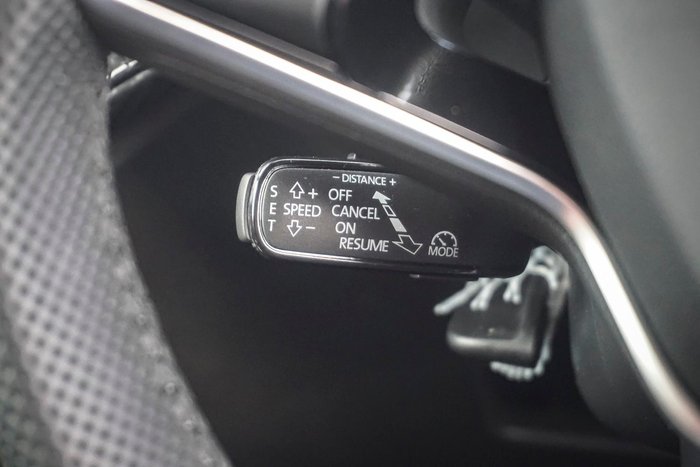 - DISTANCE +
S + OFF
E SPEED CANCEL
T - ON
RESUME
MODE